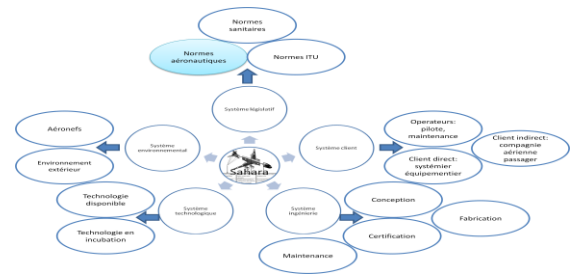 Normes
sanitaires
Normes
aéronautiques
Normes ITU
Système législatif
Aéronefs
Système
environnemental
Environnement
extérieur
Sahara
Système client
Operateurs:
pilote,
maintenance
Client indirect:
compagnie
aérienne
passager
Client direct:
systémier
équipementier
Technologie
disponible
Système
technologique
Technologie en
incubation
Système
ingénierie
Conception
Fabrication
Certification
Maintenance